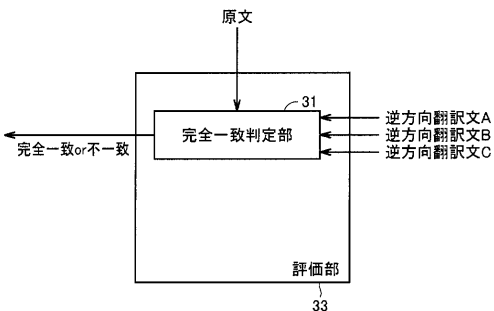 原文
31
完全一致判定部
逆方向翻訳文A
逆方向翻訳文B
逆方向翻訳文C
完全一致or不一致
評価部
33